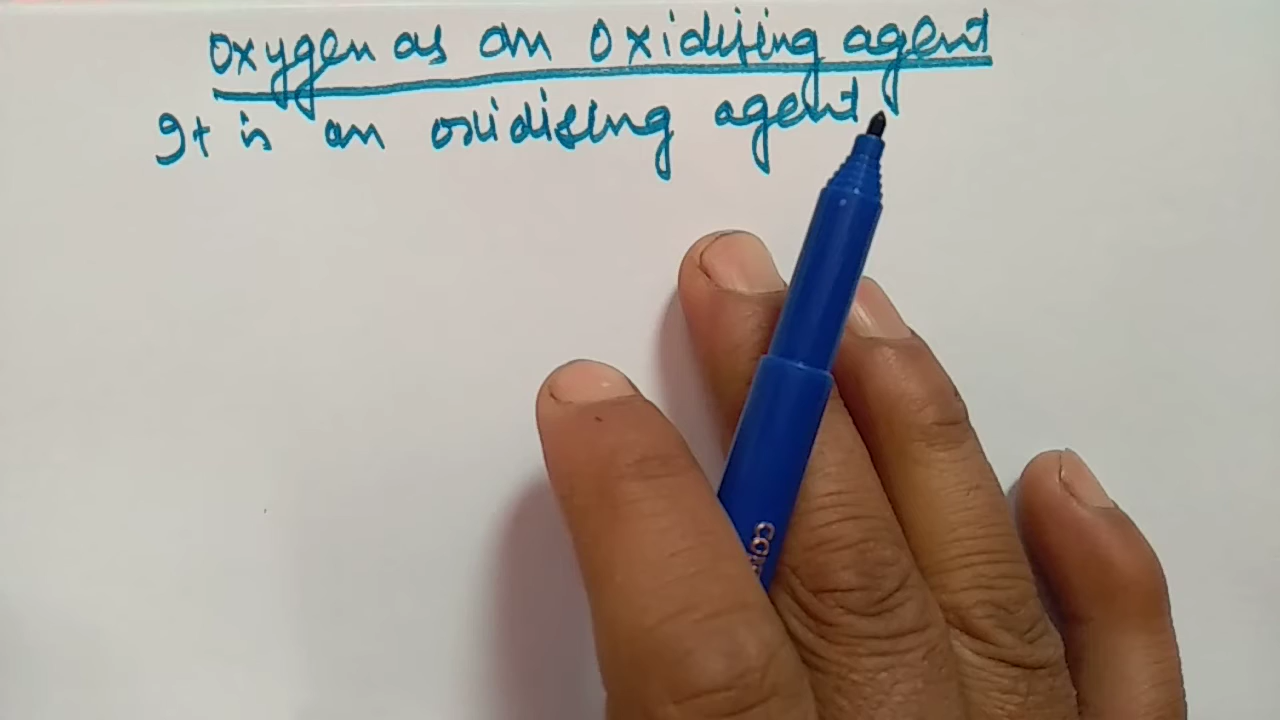 Oxygen as an Oxidising agent
It is an oxidising agent,